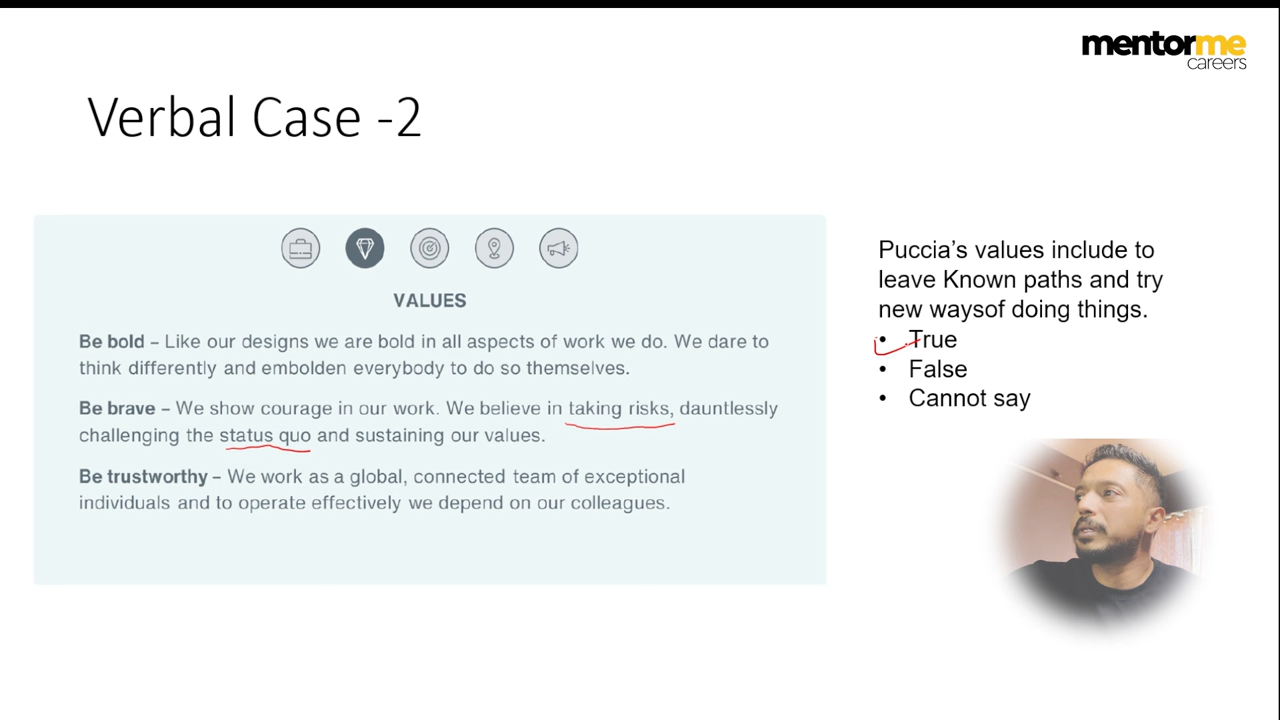 mentorme
careers
Verbal Case -2
VALUES
Be bold – Like our designs we are bold in all aspects of work we do. We dare to
think differently and embolden everybody to do so themselves.
Be brave – We show courage in our work. We believe in taking risks, dauntlessly
challenging the status quo and sustaining our values.
Be trustworthy – We work as a global, connected team of exceptional
individuals and to operate effectively we depend on our colleagues.
Puccia’s values include to
leave Known paths and try
new waysof doing things.
• True
• False
• Cannot say